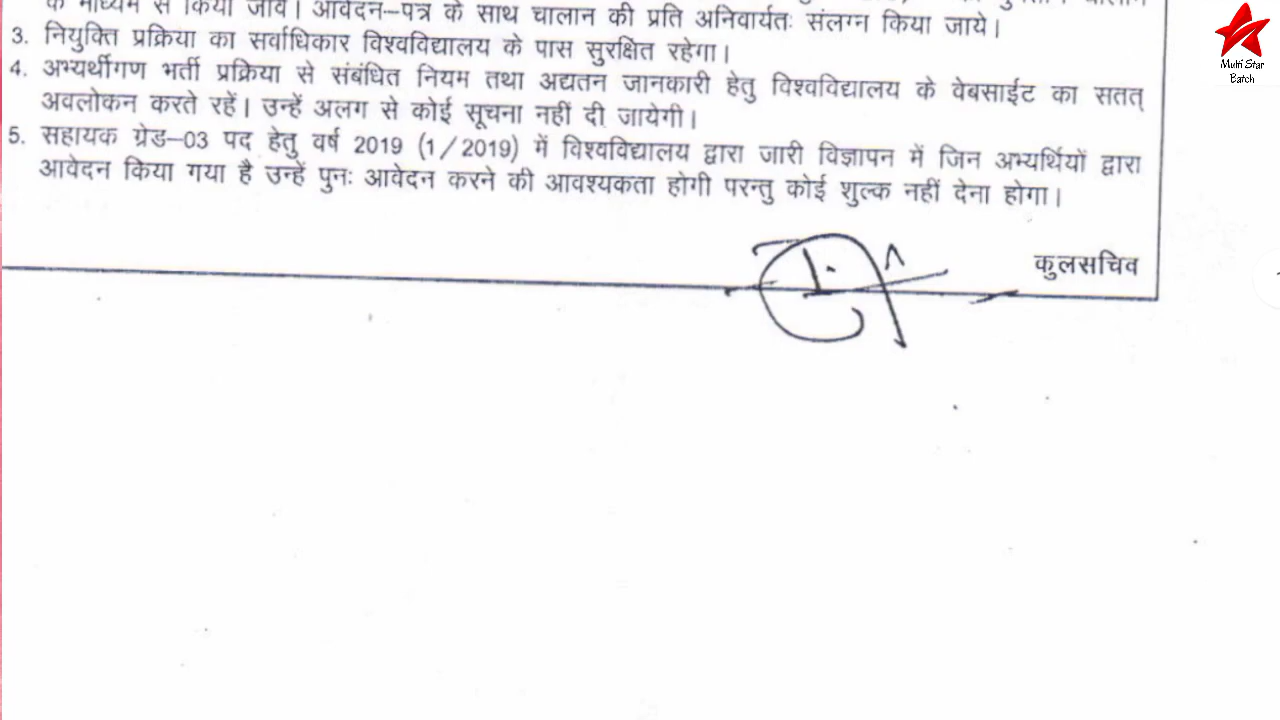 के माध्यम से किया जावे। आवेदन–पत्र के साथ चालान की प्रति अनिवार्यतः संलग्न किया जाये।
3. नियुक्ति प्रक्रिया का सर्वाधिकार विश्वविद्यालय के पास सुरक्षित रहेगा।
4. अभ्यर्थीगण भर्ती प्रक्रिया से संबंधित नियम तथा अद्यतन जानकारी हेतु विश्वविद्यालय के वेबसाईट का सतत्
अवलोकन करते रहें। उन्हें अलग से कोई सूचना नहीं दी जायेगी।
5. सहायक ग्रेड–03 पद हेतु वर्ष 2019 (1/2019) में विश्वविद्यालय द्वारा जारी विज्ञापन में जिन अभ्यर्थियों द्वारा
आवेदन किया गया है उन्हें पुनः आवेदन करने की आवश्यकता होगी परन्तु कोई शुल्क नहीं देना होगा।
कुलसचिव
Multi Star
Batch